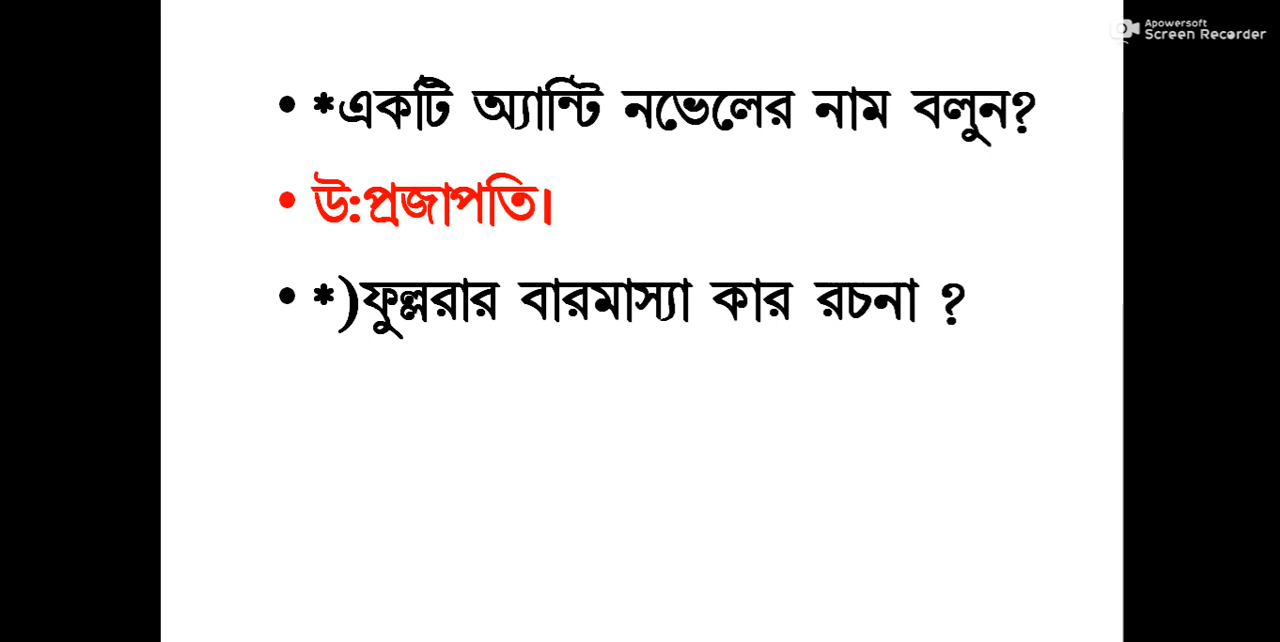 Apowersoft
Screen Recorder
• *একটি অ্যান্টি নভেলের নাম বলুন?
• উ:প্রজাপতি।
• *)ফুল্লরার বারমাস্যা কার রচনা ?